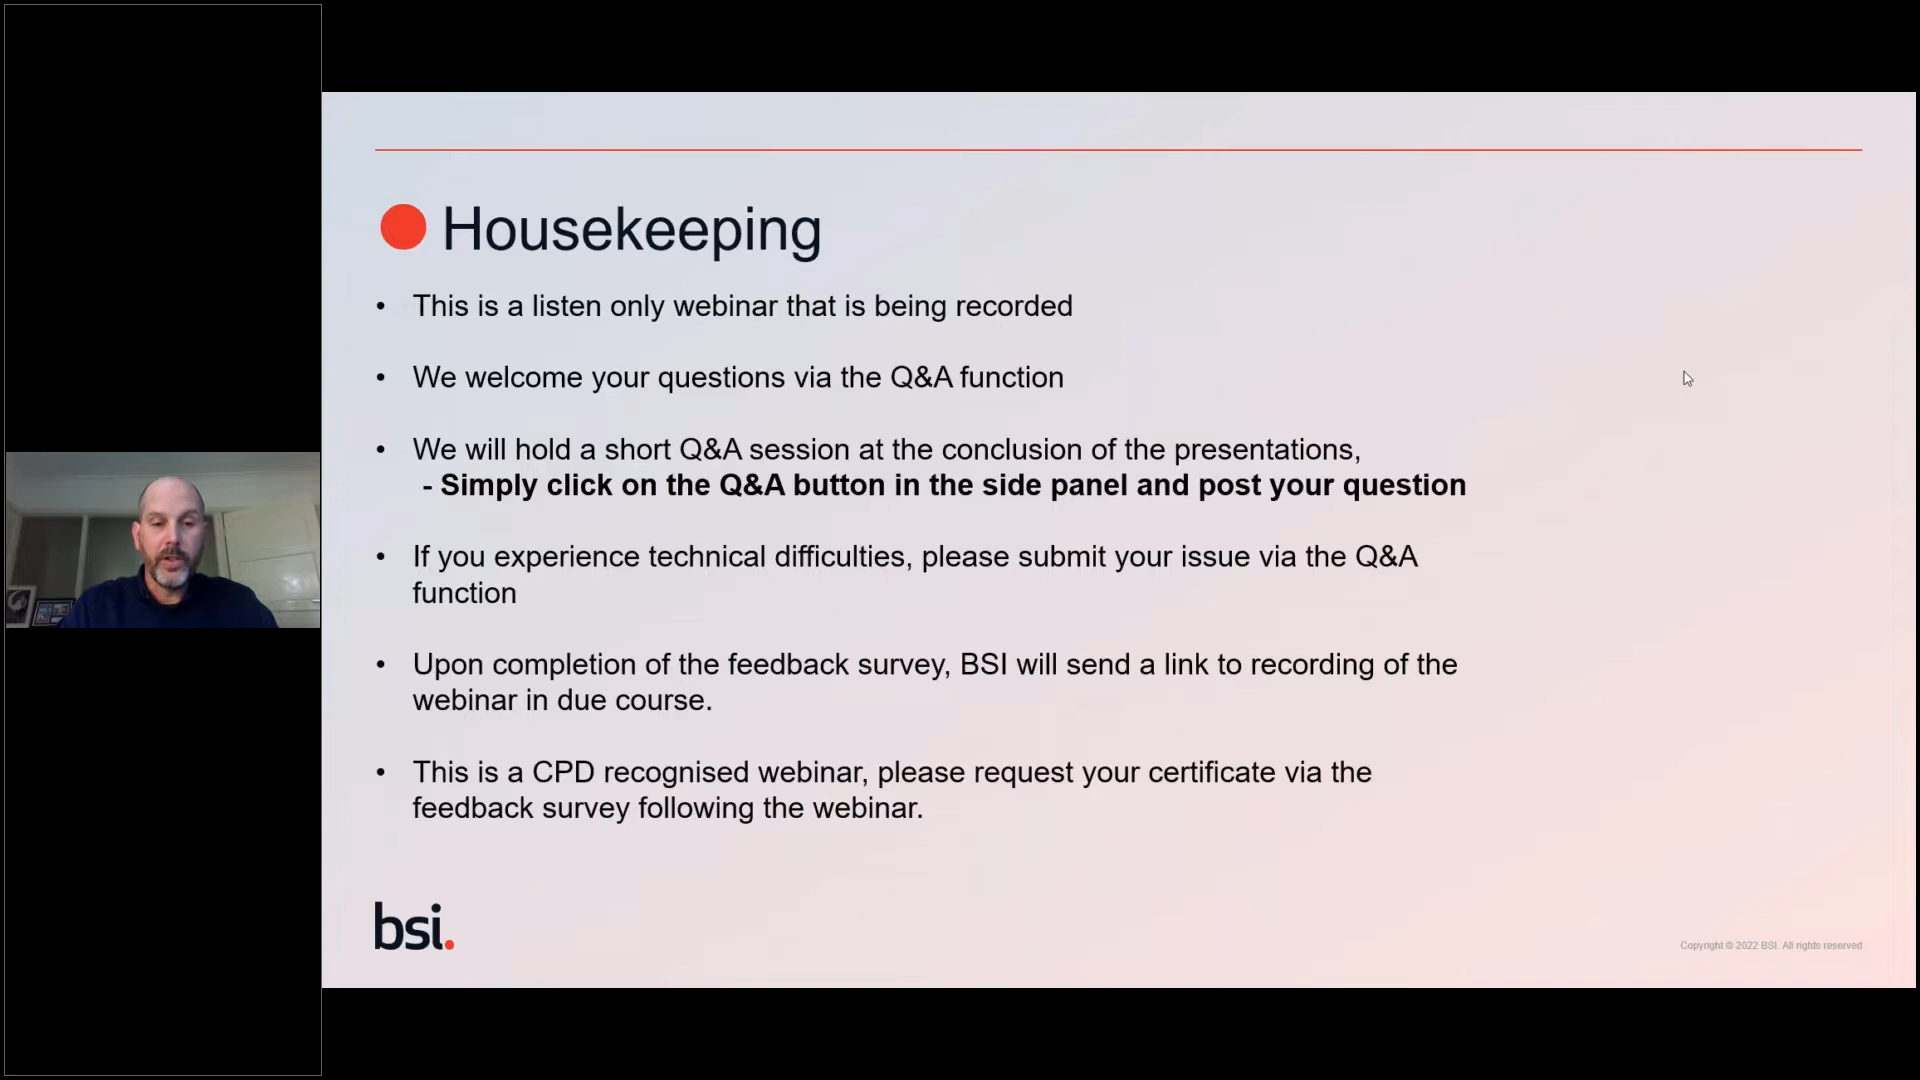 Housekeeping
• This is a listen only webinar that is being recorded
• We welcome your questions via the Q&A function
• We will hold a short Q&A session at the conclusion of the presentations,
- Simply click on the Q&A button in the side panel and post your question
• If you experience technical difficulties, please submit your issue via the Q&A
function
• Upon completion of the feedback survey, BSI will send a link to recording of the
webinar in due course.
• This is a CPD recognised webinar, please request your certificate via the
feedback survey following the webinar.
bsi.
Copyright © 2022 BSI. All rights reserved